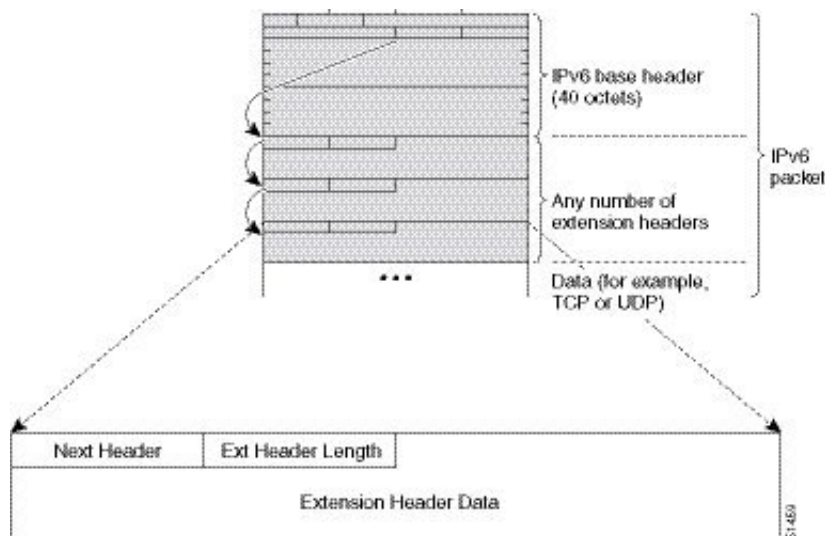 IPv6 base header
(40 octets)
IPv6
packet
Any number of
extension headers
•••
Data (for example,
TCP or UDP)
Next Header
Ext Header Length
Extension Header Data
51459